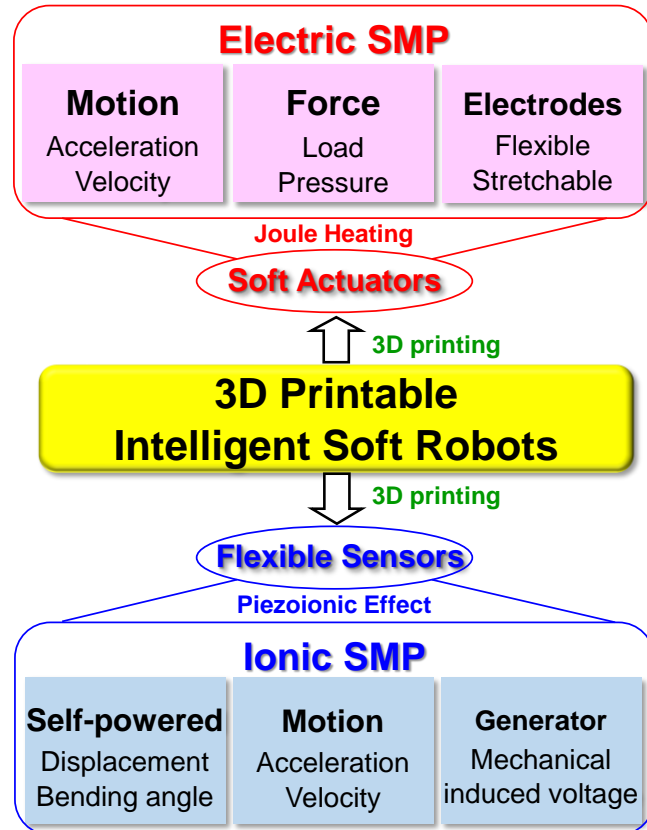 Electric SMP
Motion
Acceleration
Velocity
Force
Load
Pressure
Electrodes
Flexible
Stretchable
Joule Heating
Soft Actuators
3D printing
3D Printable
Intelligent Soft Robots
3D printing
Flexible Sensors
Piezoionic Effect
Ionic SMP
Self-powered
Displacement
Bending angle
Motion
Acceleration
Velocity
Generator
Mechanical
induced voltage